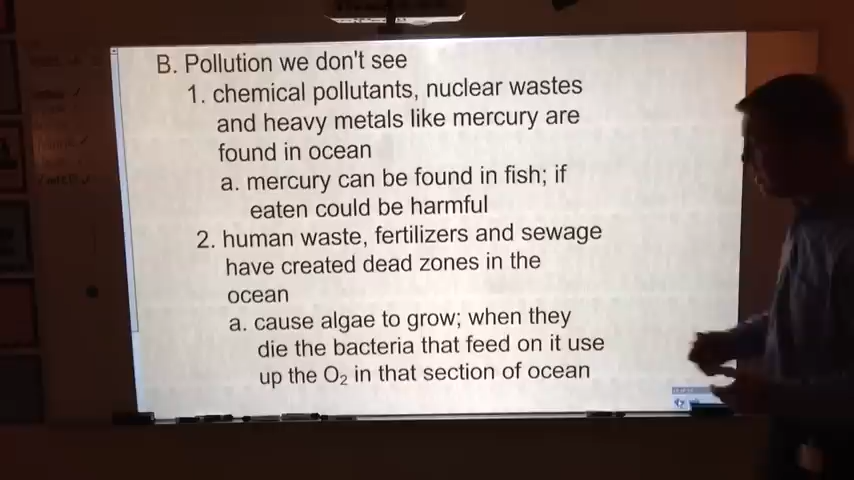 B. Pollution we don't see
1. chemical pollutants, nuclear wastes
and heavy metals like mercury are
found in ocean
a. mercury can be found in fish; if
eaten could be harmful
2. human waste, fertilizers and sewage
have created dead zones in the
ocean
a. cause algae to grow; when they
die the bacteria that feed on it use
up the O₂ in that section of ocean